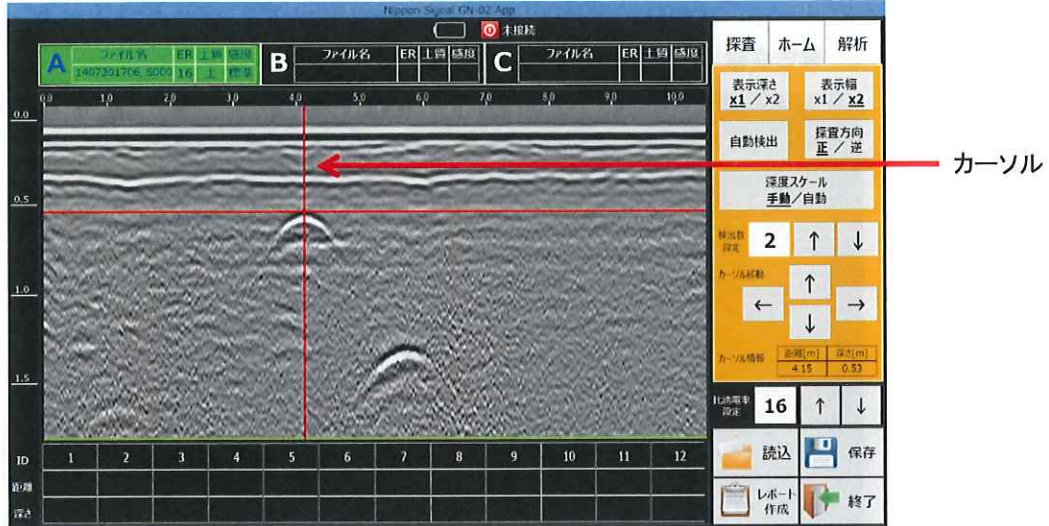 Nippon Signal GN-02 App
未接続
A ファイル名 ER 土質 感度
1407301706, S000 16 土 標準
B ファイル名 ER 土質 感度
C ファイル名 ER 土質 感度
探査 ホーム 解析
0.0 1.0 2.0 3.0 4.0 5.0 6.0 7.0 8.0 9.0 10.0
0.0
0.5
1.0
1.5
表示深さ
x1 / x2
表示幅
x1 / x2
自動検出
探査方向
正 / 逆
カーソル
深度スケール
手動/自動
検出数
設定
2 ↑ ↓
カーソル移動
↑
← →
↓
カーソル情報
距離[m] 深さ[m]
4.15 0.53
比誘電率
設定
16 ↑ ↓
読込 保存
レポート
作成
終了
ID 1 2 3 4 5 6 7 8 9 10 11 12
距離
深さ